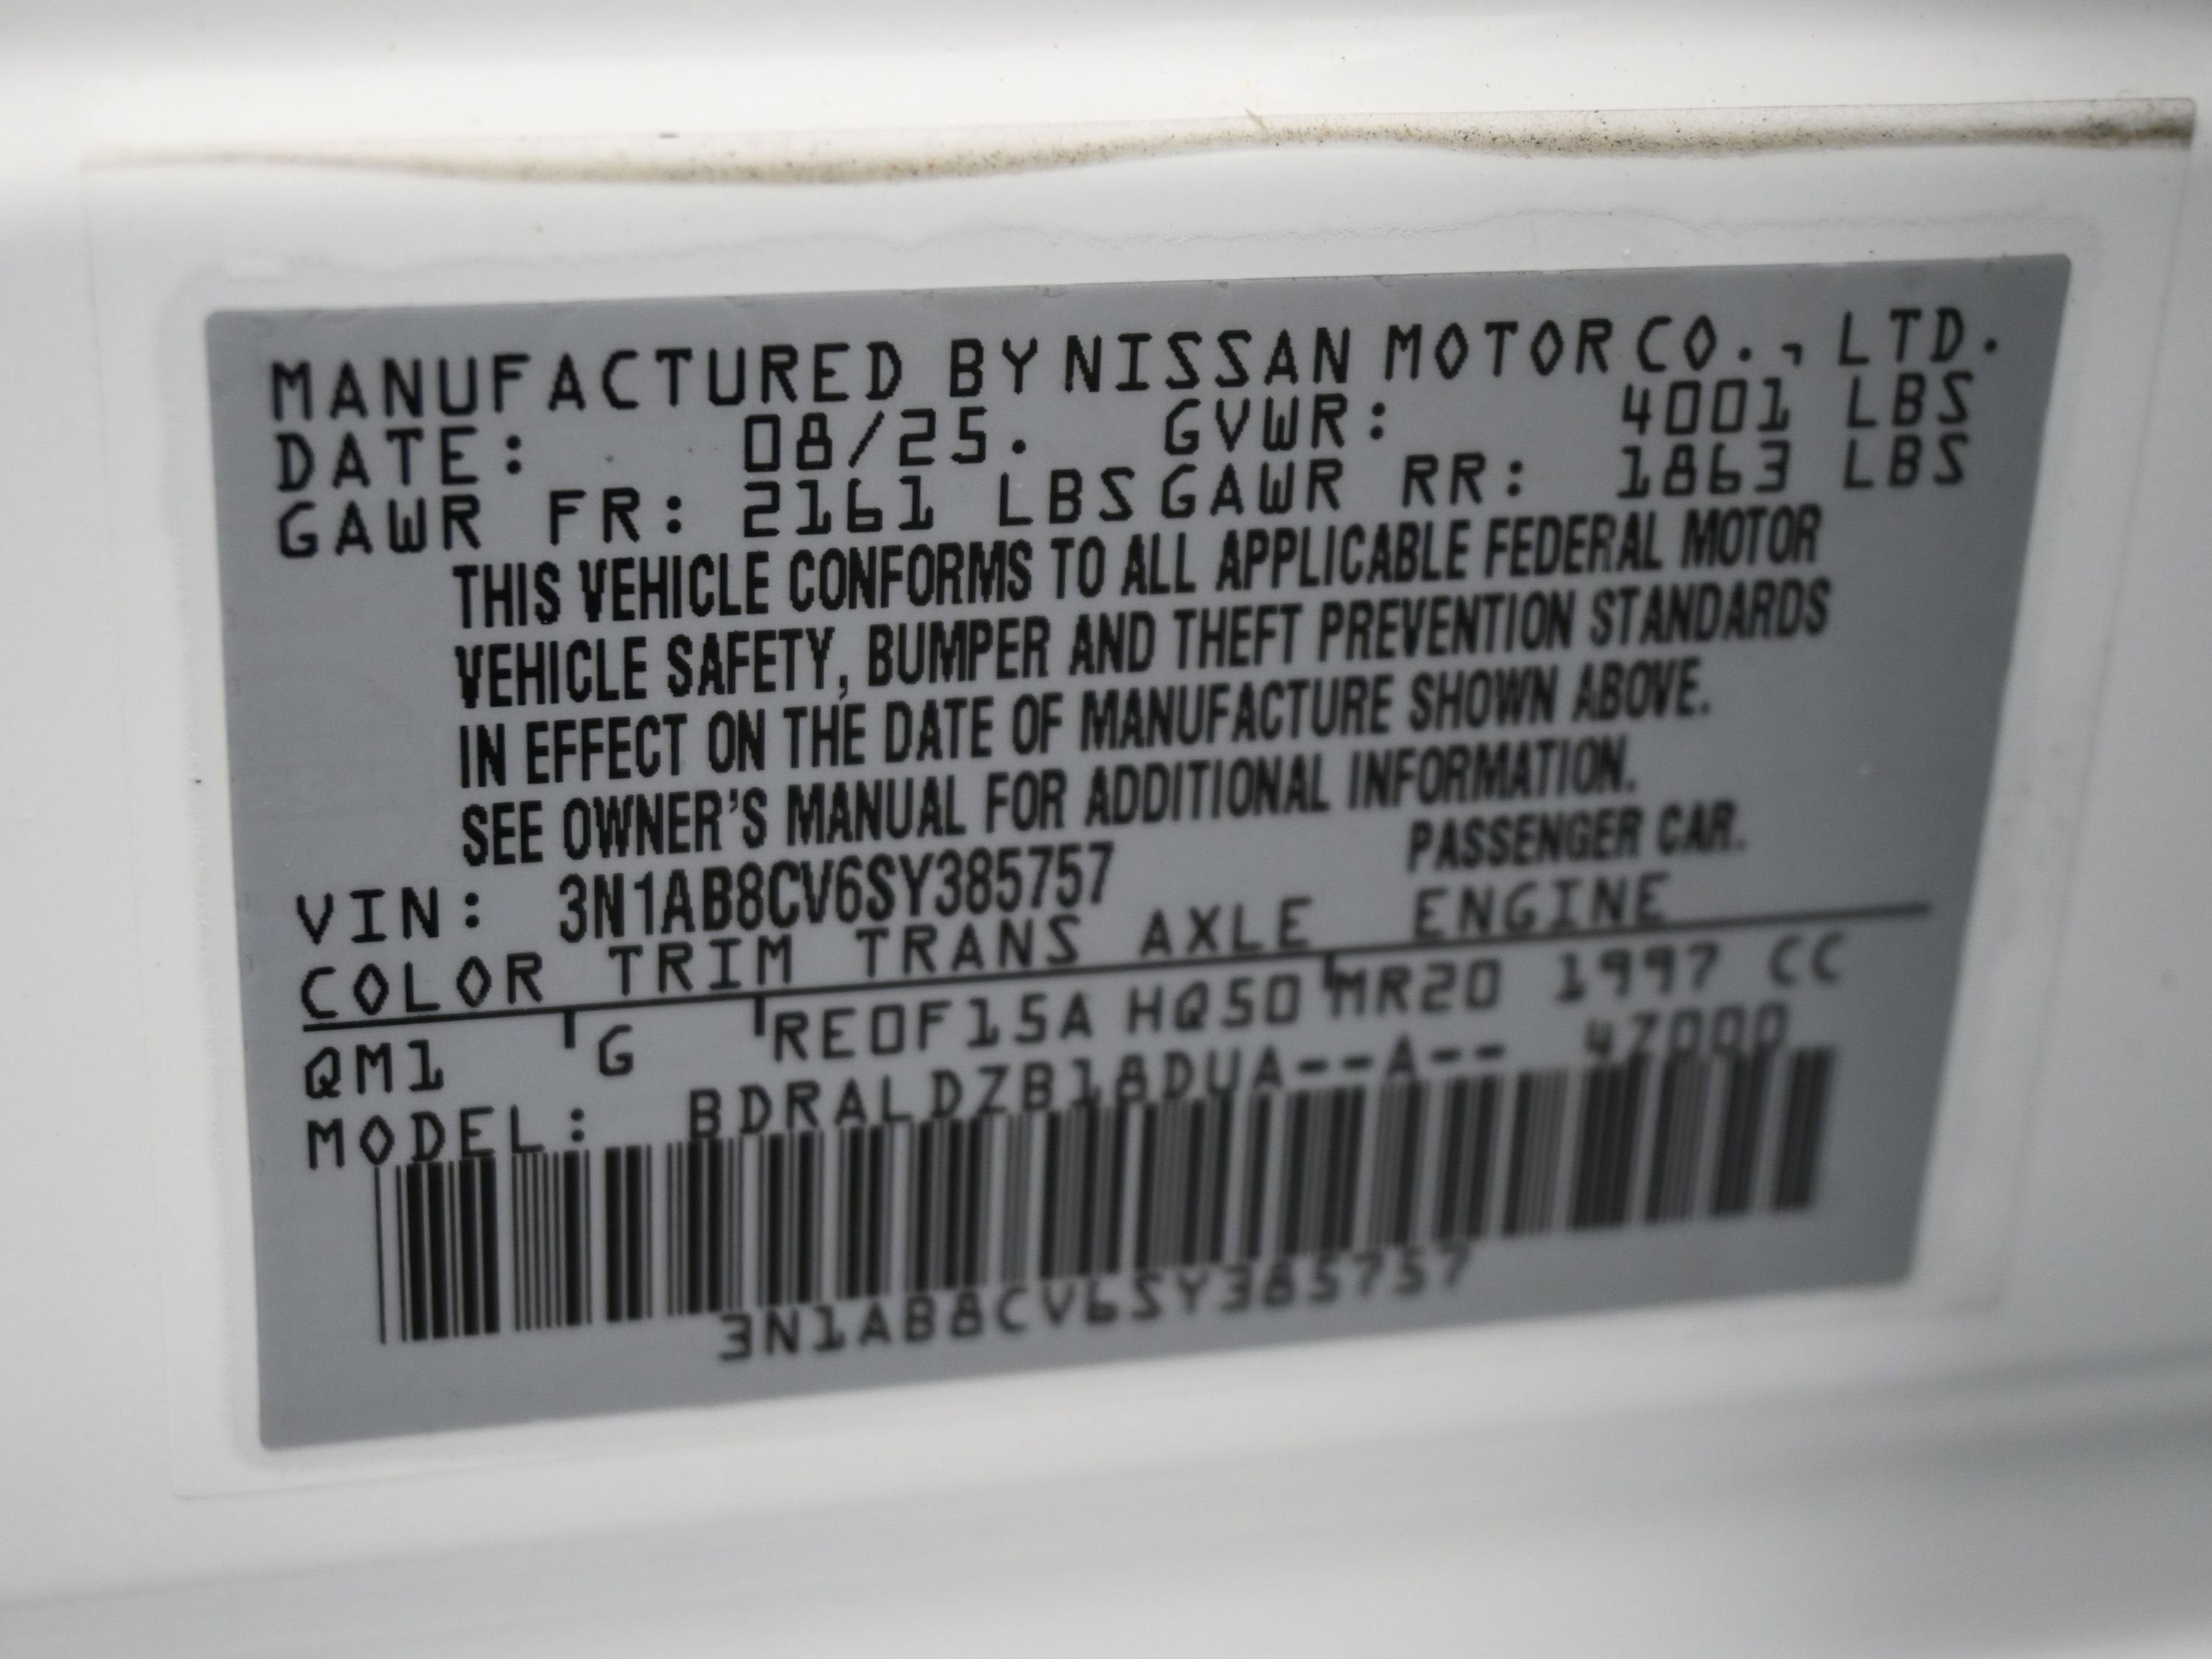 MANUFACTURED BY NISSAN MOTOR CO., LTD.
DATE: 08/25. GVWR: 4001 LBS
GAWR FR: 2161 LBS GAWR RR: 1863 LBS
THIS VEHICLE CONFORMS TO ALL APPLICABLE FEDERAL MOTOR
VEHICLE SAFETY, BUMPER AND THEFT PREVENTION STANDARDS
IN EFFECT ON THE DATE OF MANUFACTURE SHOWN ABOVE.
SEE OWNER'S MANUAL FOR ADDITIONAL INFORMATION.
VIN: 3N1AB8CV6SY385757 PASSENGER CAR.
COLOR TRIM TRANS AXLE ENGINE
QM1 G RE0F15A HQ50 MR20 1997 CC
MODEL: BDRALDZB18DUA--A-- 47000
3N1AB8CV6SY385757